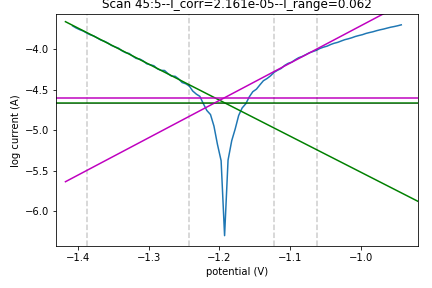 Scan 45:5--I_corr=2.161e-05--I_range=0.062
−4.0
−4.5
−5.0
−5.5
−6.0
log current (A)
−1.4 −1.3 −1.2 −1.1 −1.0
potential (V)